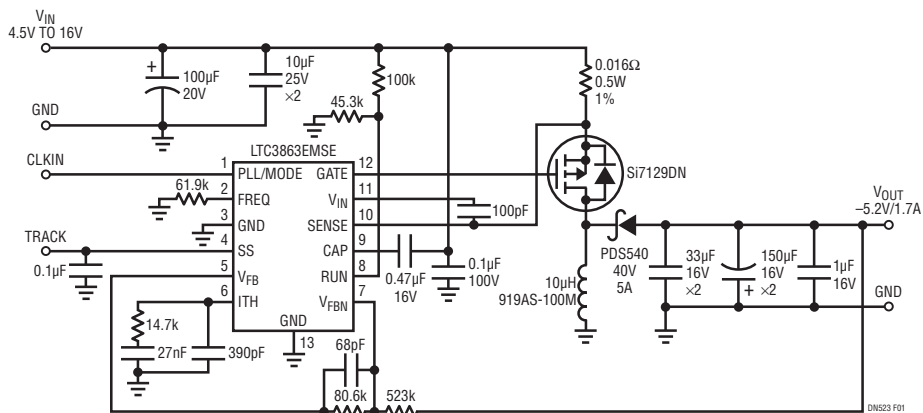 VIN
4.5V TO 16V
+
100µF
20V
10µF
25V
×2
100k
45.3k
0.016Ω
0.5W
1%
GND
CLKIN
LTC3863EMSE
1
PLL/MODE
GATE
12
Si7129DN
61.9k
2
FREQ
VIN
11
100pF
3
GND
SENSE
10
TRACK
4
SS
CAP
9
0.1µF
5
VFB
RUN
8
0.47µF
16V
0.1µF
100V
6
ITH
VFBN
7
GND
13
14.7k
27nF
390pF
68pF
80.6k
523k
10µH
919AS-100M
PDS540
40V
5A
33µF
16V
×2
150µF
16V
+ ×2
1µF
16V
VOUT
–5.2V/1.7A
GND
DN523 F01